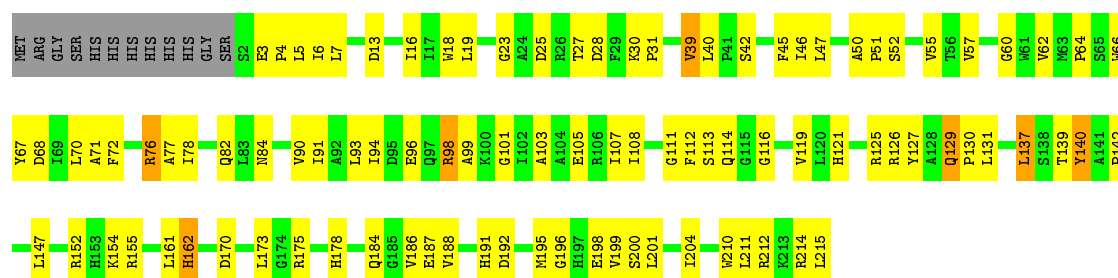 MET ARG GLY SER HIS HIS HIS HIS HIS HIS GLY SER S2 E3 P4 L5 I6 L7 D13 I16 I17 W18 L19 G23 A24 D25 R26 T27 D28 F29 K30 P31 V39 L40 P41 S42 F45 I46 L47 A50 P51 S52 V55 T56 V57 G60 W61 V62 M63 P64 S65 W66
Y67 D68 I69 L70 A71 F72 R76 A77 I78 Q82 L83 N84 V90 I91 A92 L93 I94 D95 E96 Q97 R98 A99 K100 G101 I102 A103 A104 E105 R106 I107 I108 G111 F112 S113 Q114 G115 G116 V119 L120 H121 R125 R126 Y127 A128 Q129 P130 L131 L137 S138 T139 Y140 A141
L147 R152 H153 K154 R155 L161 H162 D170 L173 G174 R175 H178 Q184 G185 V186 E187 V188 H191 D192 M195 G196 H197 E198 V199 S200 L201 I204 W210 L211 R212 K213 R214 L215